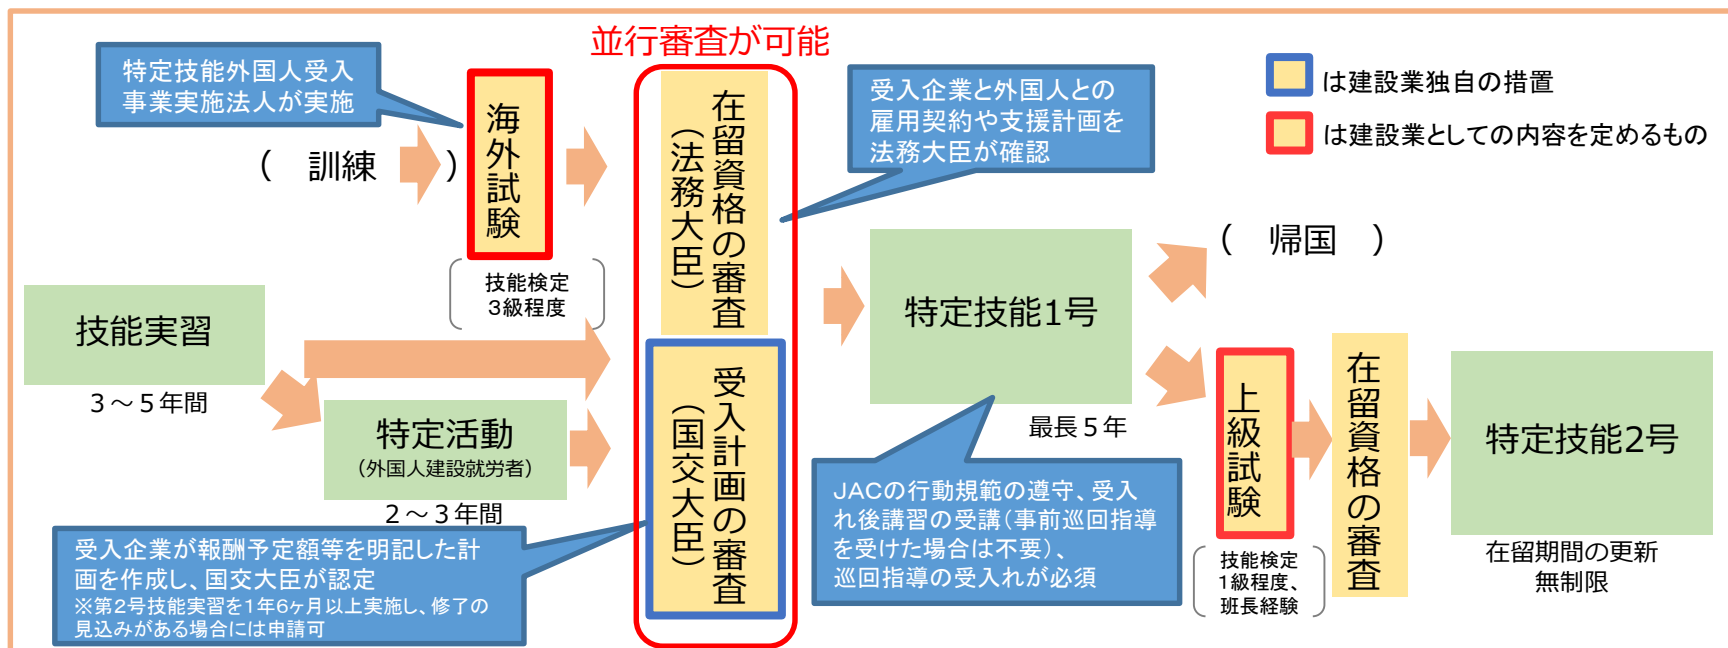 並行審査が可能
特定技能外国人受入
事業実施法人が実施
(　訓練　)
海外試験
技能検定
3級程度
在留資格の審査
(法務大臣)
受入企業と外国人との
雇用契約や支援計画を
法務大臣が確認
は建設業独自の措置
は建設業としての内容を定めるもの
技能実習
3～5年間
特定活動
(外国人建設就労者)
2～3年間
受入計画の審査
(国交大臣)
受入企業が報酬予定額等を明記した計
画を作成し、国交大臣が認定
※第2号技能実習を1年6ヶ月以上実施し、修了の
見込みがある場合には申請可
特定技能1号
最長5年
JACの行動規範の遵守、受入
れ後講習の受講(事前巡回指導
を受けた場合は不要)、
巡回指導の受入れが必須
(　帰国　)
上級試験
技能検定
1級程度、
班長経験
在留資格の審査
特定技能2号
在留期間の更新
無制限